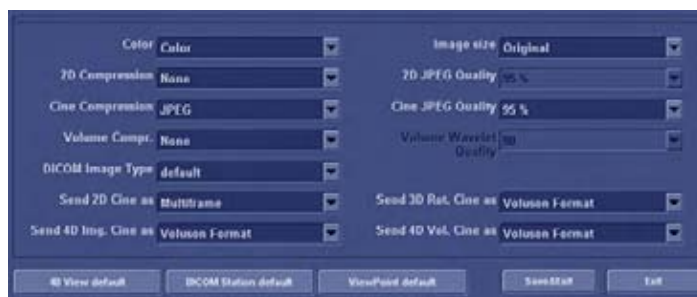 Color Color Image size Original
2D Compression None 2D JPEG Quality 95 %
Cine Compression JPEG Cine JPEG Quality 95 %
Volume Compr. None Volume Wavelet Quality
DICOM Image Type default
Send 2D Cine as Multiframe Send 3D Rot. Cine as Voluson Format
Send 4D Img. Cine as Voluson Format Send 4D Vol. Cine as Voluson Format
4D View default DICOM Station default ViewPoint default Save&Exit Exit